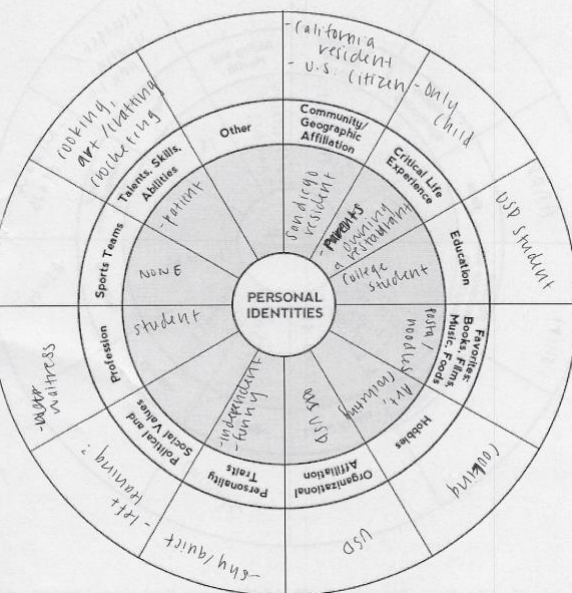 - California
resident
- U.S. Citizen
- only
child
USD student
Cooking
USD
- shy/quiet
- left
leaning?
waitress
cooking,
art/crafting
crocheting
Community/
Geographic
Affiliation
Critical Life
Experience
Education
Favorites:
Books, Films,
Music, Foods
Hobbies
Organizational
Affiliation
Personality
Traits
Political and
Social Values
Profession
Sports Teams
Talents, Skills,
Abilities
Other
San diego
resident
- Parents
owning
a restaurant
College
student
pasta/
noodles
Art,
USD
- independent
- funny
student
NONE
- patient
PERSONAL
IDENTITIES